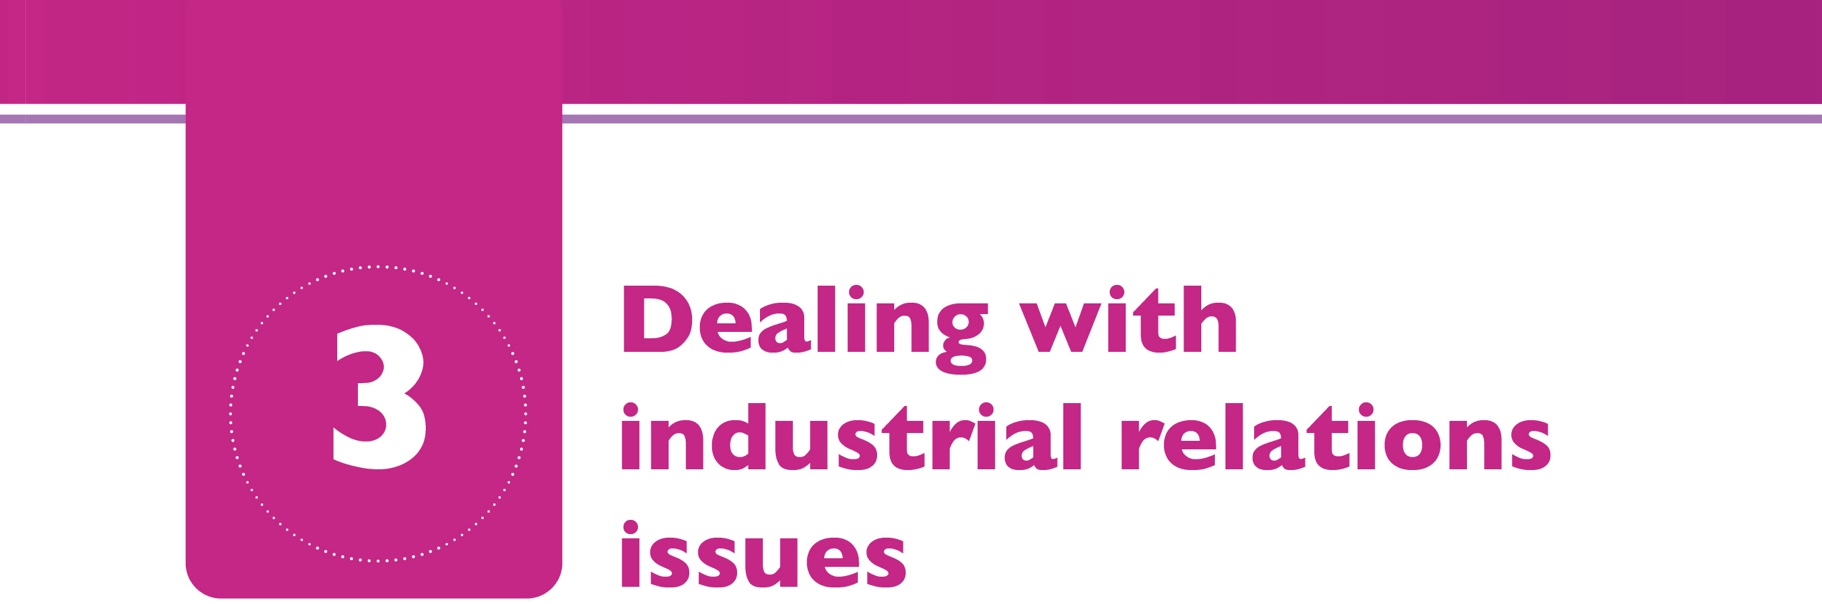 3
Dealing with
industrial relations
issues